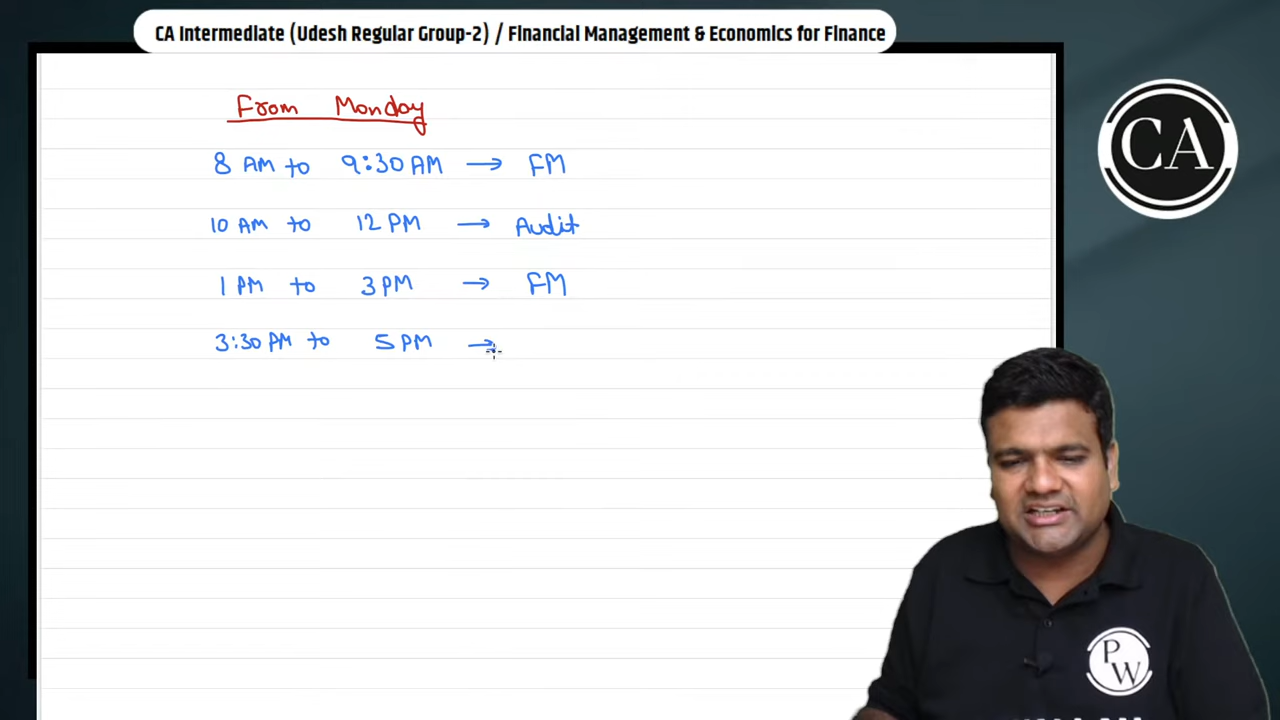 CA Intermediate (Udesh Regular Group-2) / Financial Management & Economics for Finance
CA
From Monday
8 AM to 9:30 AM → FM
10 AM to 12 PM → Audit
1 PM to 3 PM → FM
3:30 PM to 5 PM →
P
W